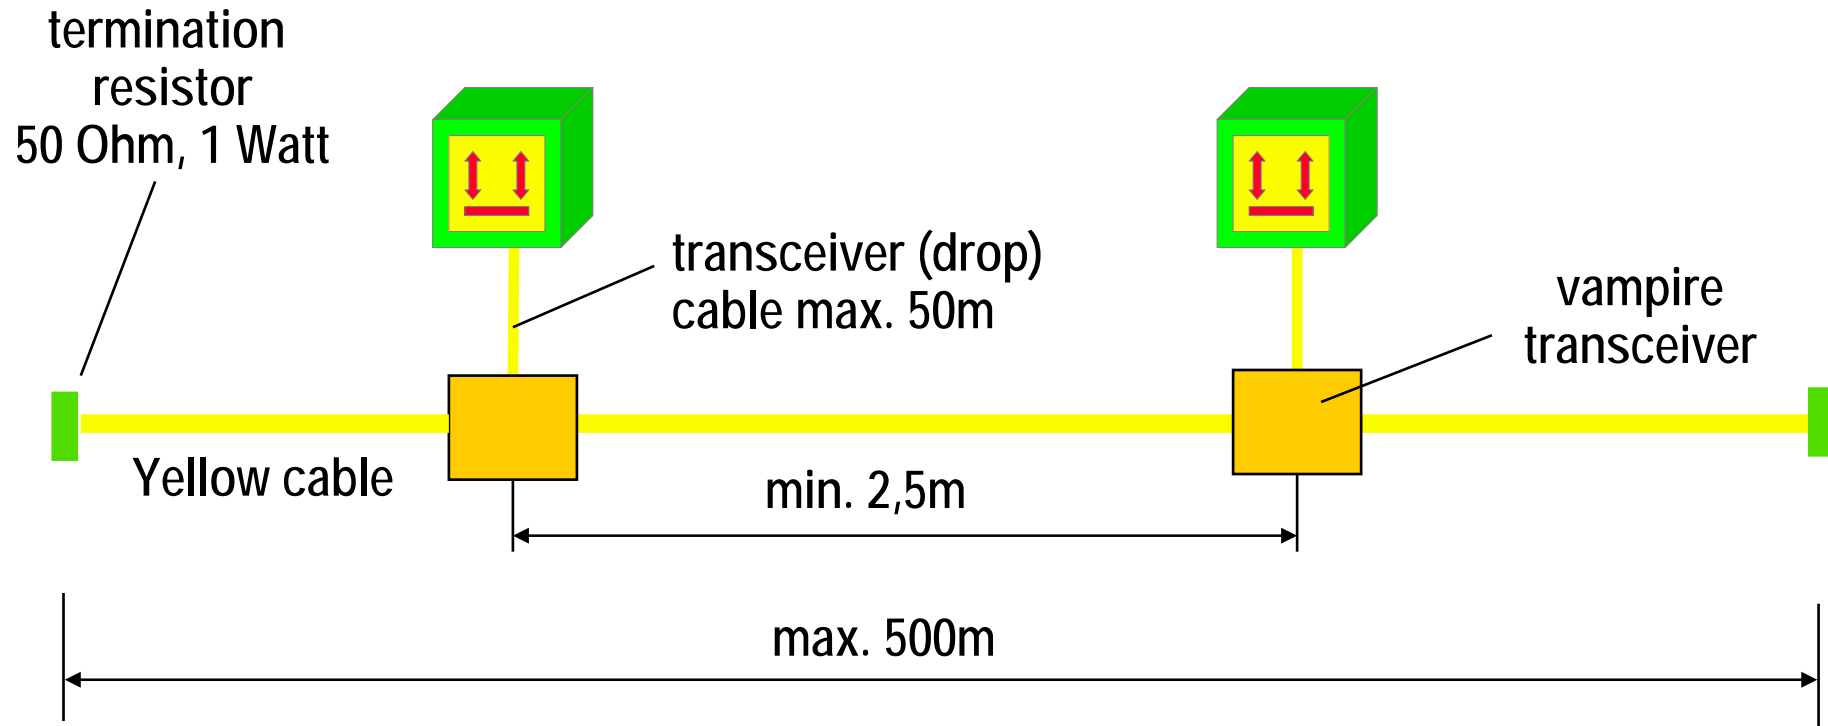 termination
resistor
50 Ohm, 1 Watt
transceiver (drop)
cable max. 50m
vampire
transceiver
Yellow cable
min. 2,5m
max. 500m